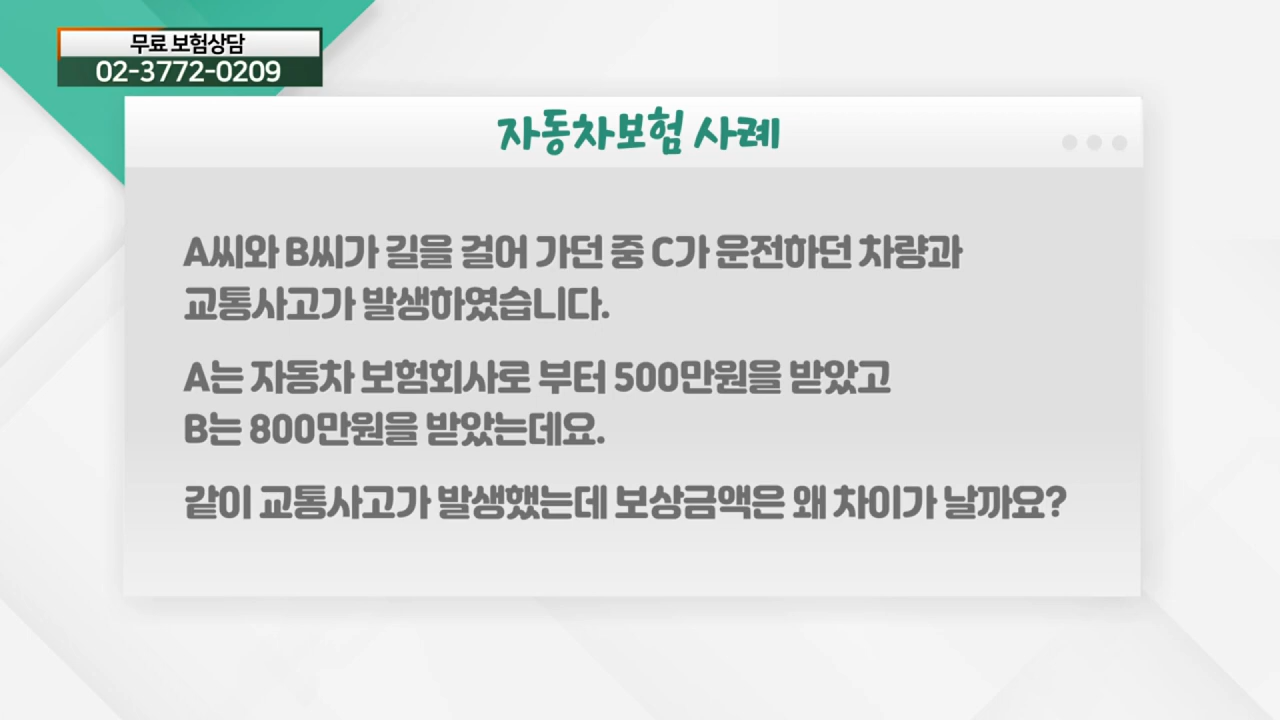 무료 보험상담
02-3772-0209
자동차보험 사례
A씨와 B씨가 길을 걸어 가던 중 C가 운전하던 차량과
교통사고가 발생하였습니다.
A는 자동차 보험회사로 부터 500만원을 받았고
B는 800만원을 받았는데요.
같이 교통사고가 발생했는데 보상금액은 왜 차이가 날까요?